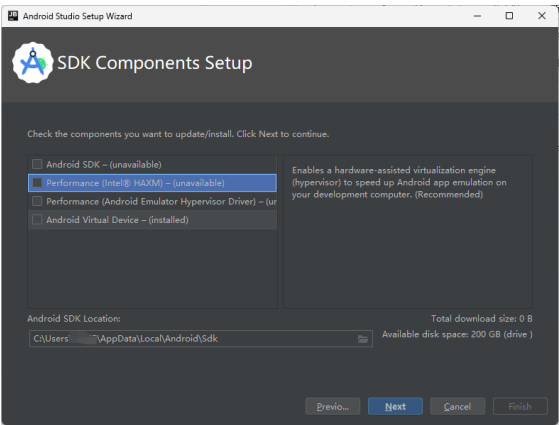 Android Studio Setup Wizard
SDK Components Setup
Check the components you want to update/install. Click Next to continue.
Android SDK – (unavailable)
Performance (Intel® HAXM) – (unavailable)
Performance (Android Emulator Hypervisor Driver) – (ur
Android Virtual Device – (installed)
Enables a hardware-assisted virtualization engine
(hypervisor) to speed up Android app emulation on
your development computer. (Recommended)
Android SDK Location:
C:\Users \AppData\Local\Android\Sdk
Total download size: 0 B
Available disk space: 200 GB (drive )
Previo...
Next
Cancel
Finish